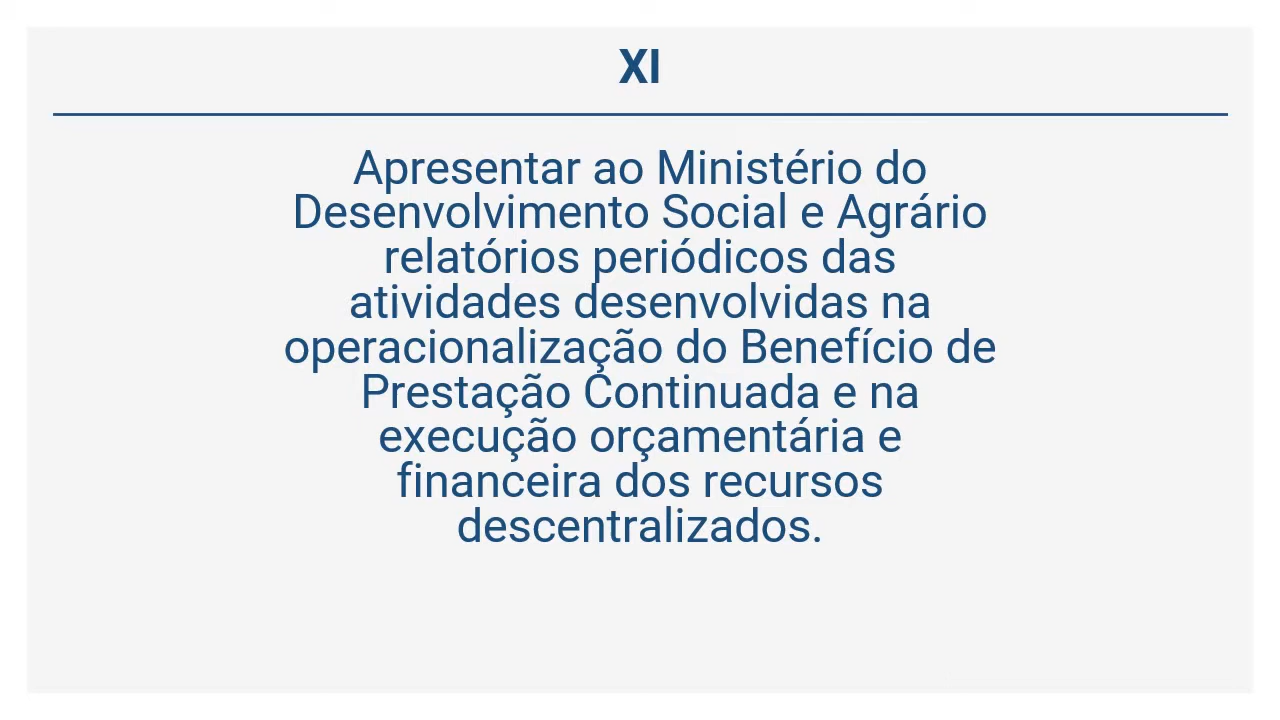 XI
Apresentar ao Ministério do
Desenvolvimento Social e Agrário
relatórios periódicos das
atividades desenvolvidas na
operacionalização do Benefício de
Prestação Continuada e na
execução orçamentária e
financeira dos recursos
descentralizados.